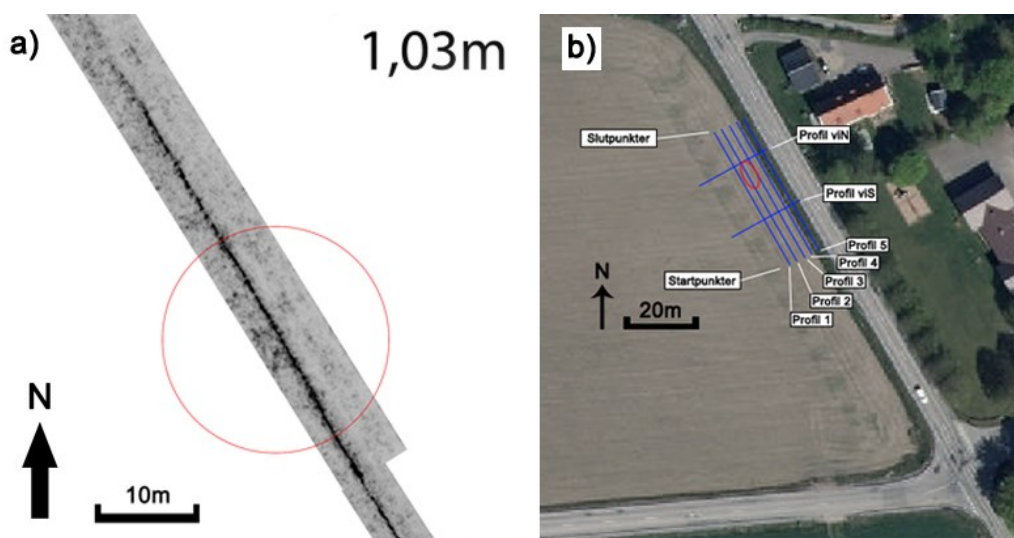 a)
1,03m
N
10m
b)
Slutpunkter
Profil viN
Profil viS
Profil 5
Profil 4
Profil 3
Profil 2
Profil 1
Startpunkter
N
20m